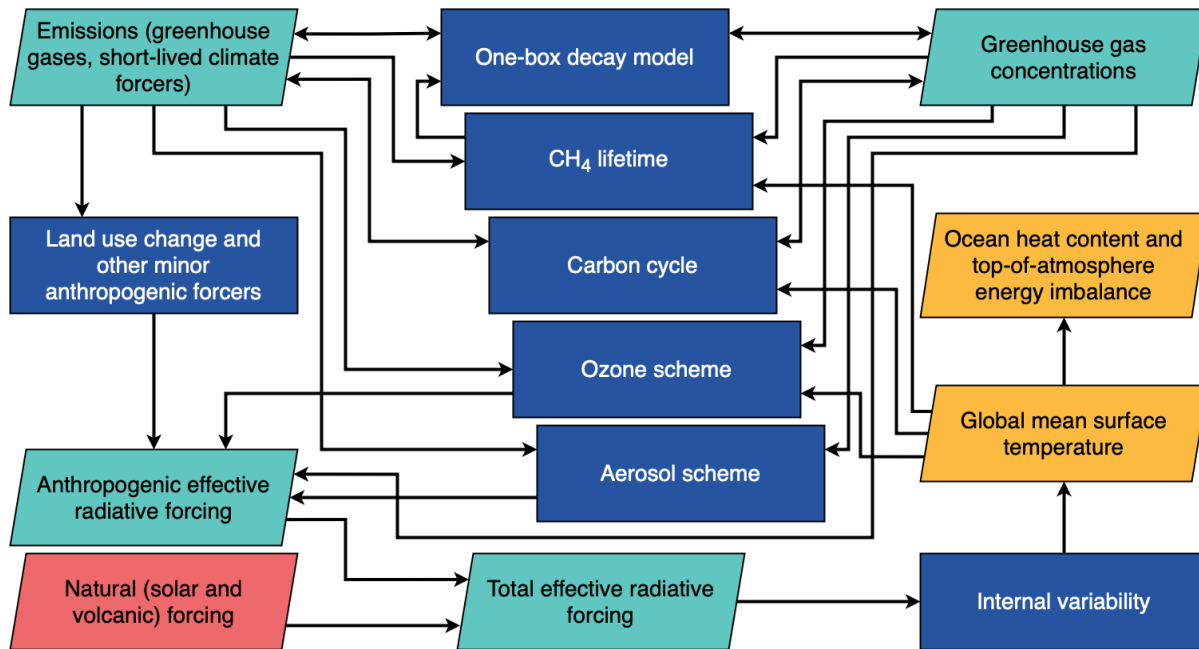 Emissions (greenhouse
gases, short-lived climate
forcers)
One-box decay model
Greenhouse gas
concentrations
CH₄ lifetime
Land use change and
other minor
anthropogenic forcers
Carbon cycle
Ocean heat content and
top-of-atmosphere
energy imbalance
Ozone scheme
Global mean surface
temperature
Anthropogenic effective
radiative forcing
Aerosol scheme
Natural (solar and
volcanic) forcing
Total effective radiative
forcing
Internal variability